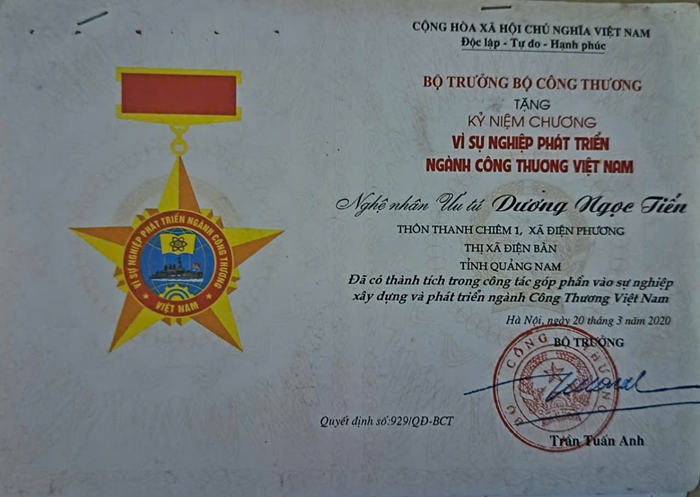 CỘNG HÒA XÃ HỘI CHỦ NGHĨA VIỆT NAM
Độc lập - Tự do - Hạnh phúc
BỘ TRƯỞNG BỘ CÔNG THƯƠNG
TẶNG
KỶ NIỆM CHƯƠNG
VÌ SỰ NGHIỆP PHÁT TRIỂN
NGÀNH CÔNG THƯƠNG VIỆT NAM
Nghệ nhân Ưu tú Dương Ngọc Tiển
THÔN THANH CHIÊM 1, XÃ ĐIỆN PHƯƠNG
THỊ XÃ ĐIỆN BÀN
TỈNH QUẢNG NAM
Đã có thành tích trong công tác góp phần vào sự nghiệp
xây dựng và phát triển ngành Công Thương Việt Nam
Hà Nội, ngày 20 tháng 3 năm 2020
BỘ TRƯỞNG
BỘ CÔNG THƯƠNG
Trần Tuấn Anh
Quyết định số:929/QĐ-BCT
VÌ SỰ NGHIỆP PHÁT TRIỂN NGÀNH CÔNG THƯƠNG
VIỆT NAM